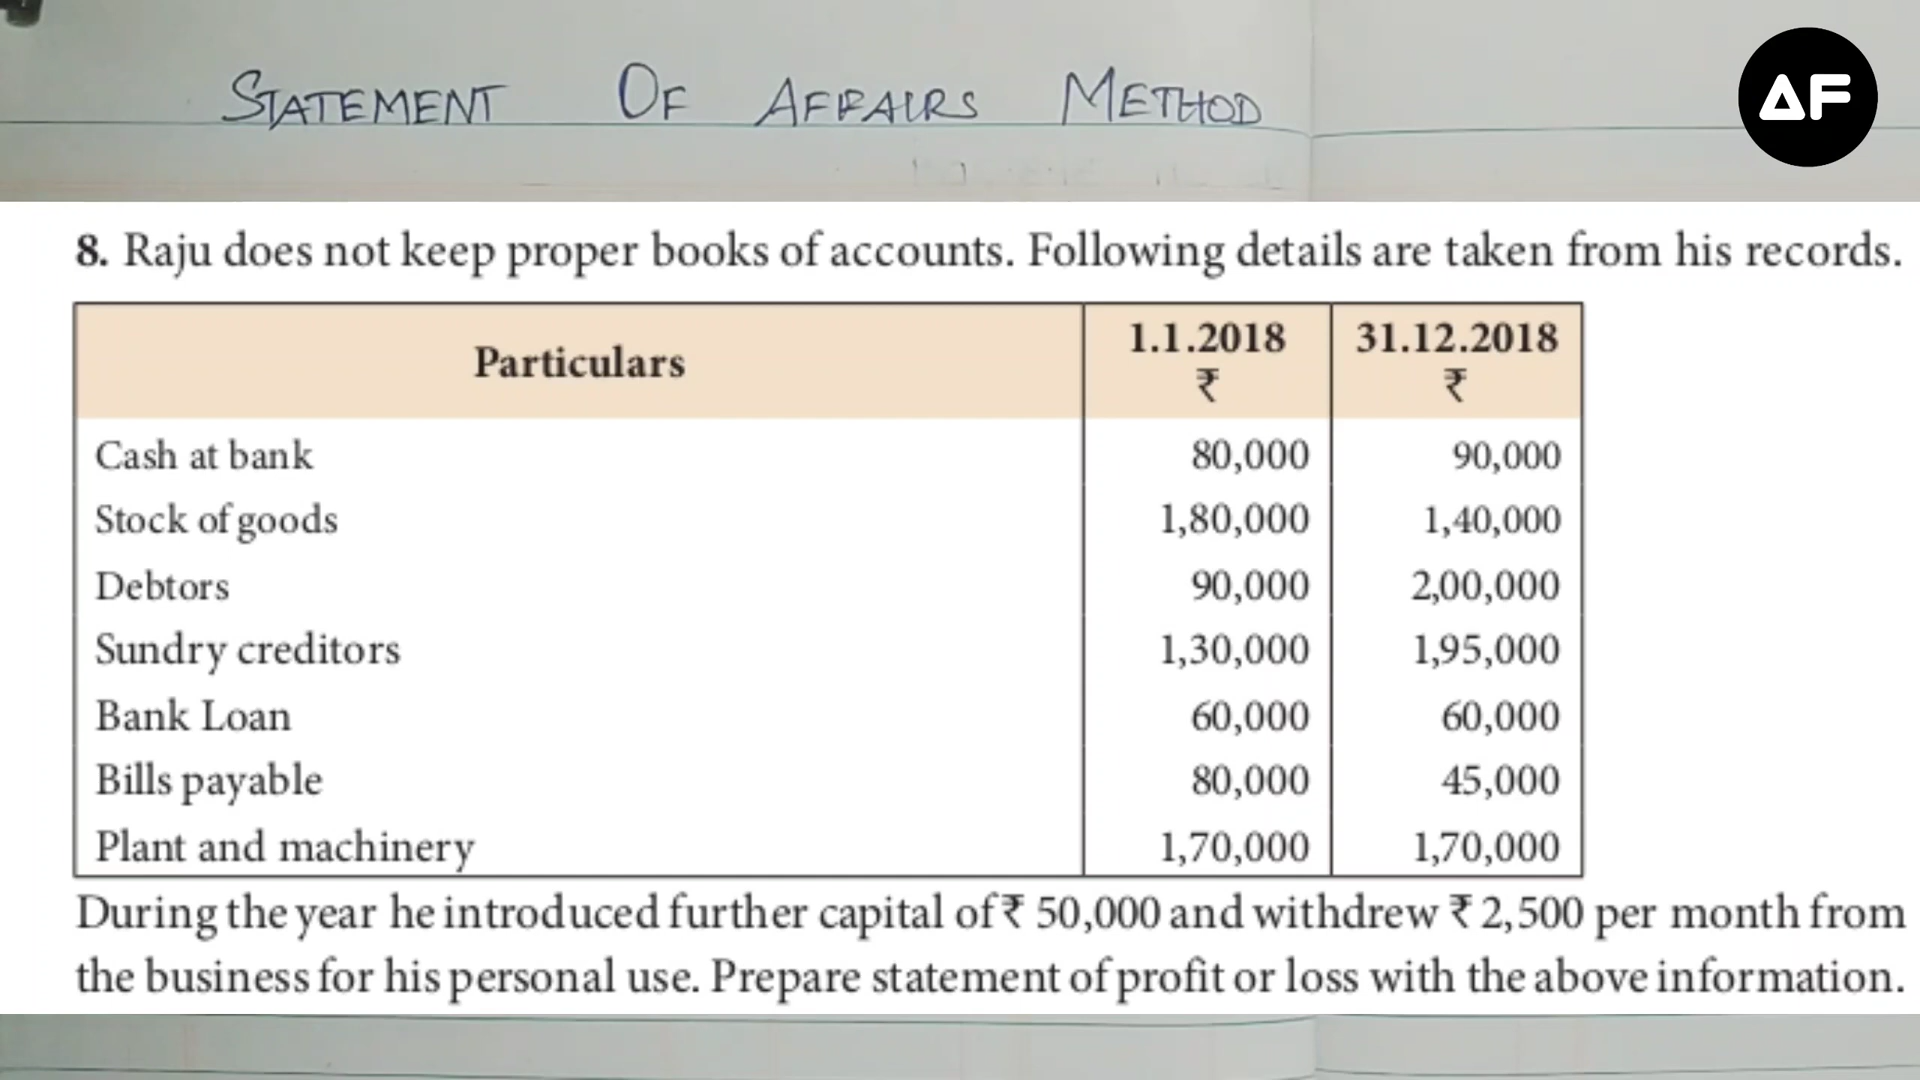 STATEMENT OF AFFAIRS METHOD
AF
8. Raju does not keep proper books of accounts. Following details are taken from his records.
Particulars 1.1.2018 ₹ 31.12.2018 ₹
Cash at bank 80,000 90,000
Stock of goods 1,80,000 1,40,000
Debtors 90,000 2,00,000
Sundry creditors 1,30,000 1,95,000
Bank Loan 60,000 60,000
Bills payable 80,000 45,000
Plant and machinery 1,70,000 1,70,000
During the year he introduced further capital of ₹ 50,000 and withdrew ₹ 2,500 per month from
the business for his personal use. Prepare statement of profit or loss with the above information.